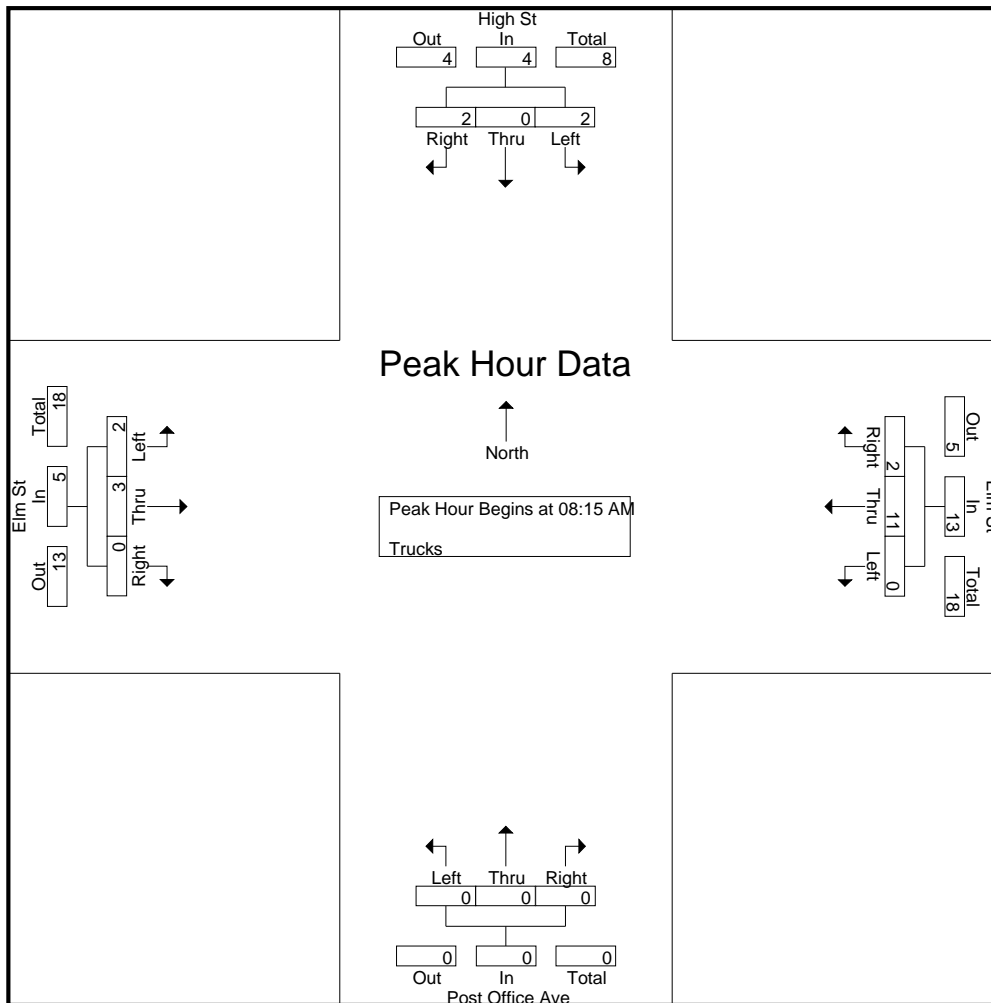 High St
Out In Total
4 4 8
2 0 2
Right Thru Left
Peak Hour Data
North
Peak Hour Begins at 08:15 AM
Trucks
Elm St
Total In Out
18 5 13
2 3 0
Left Thru Right
Elm St
Out In Total
5 13 18
2 11 0
Right Thru Left
Left Thru Right
0 0 0
0 0 0
Out In Total
Post Office Ave